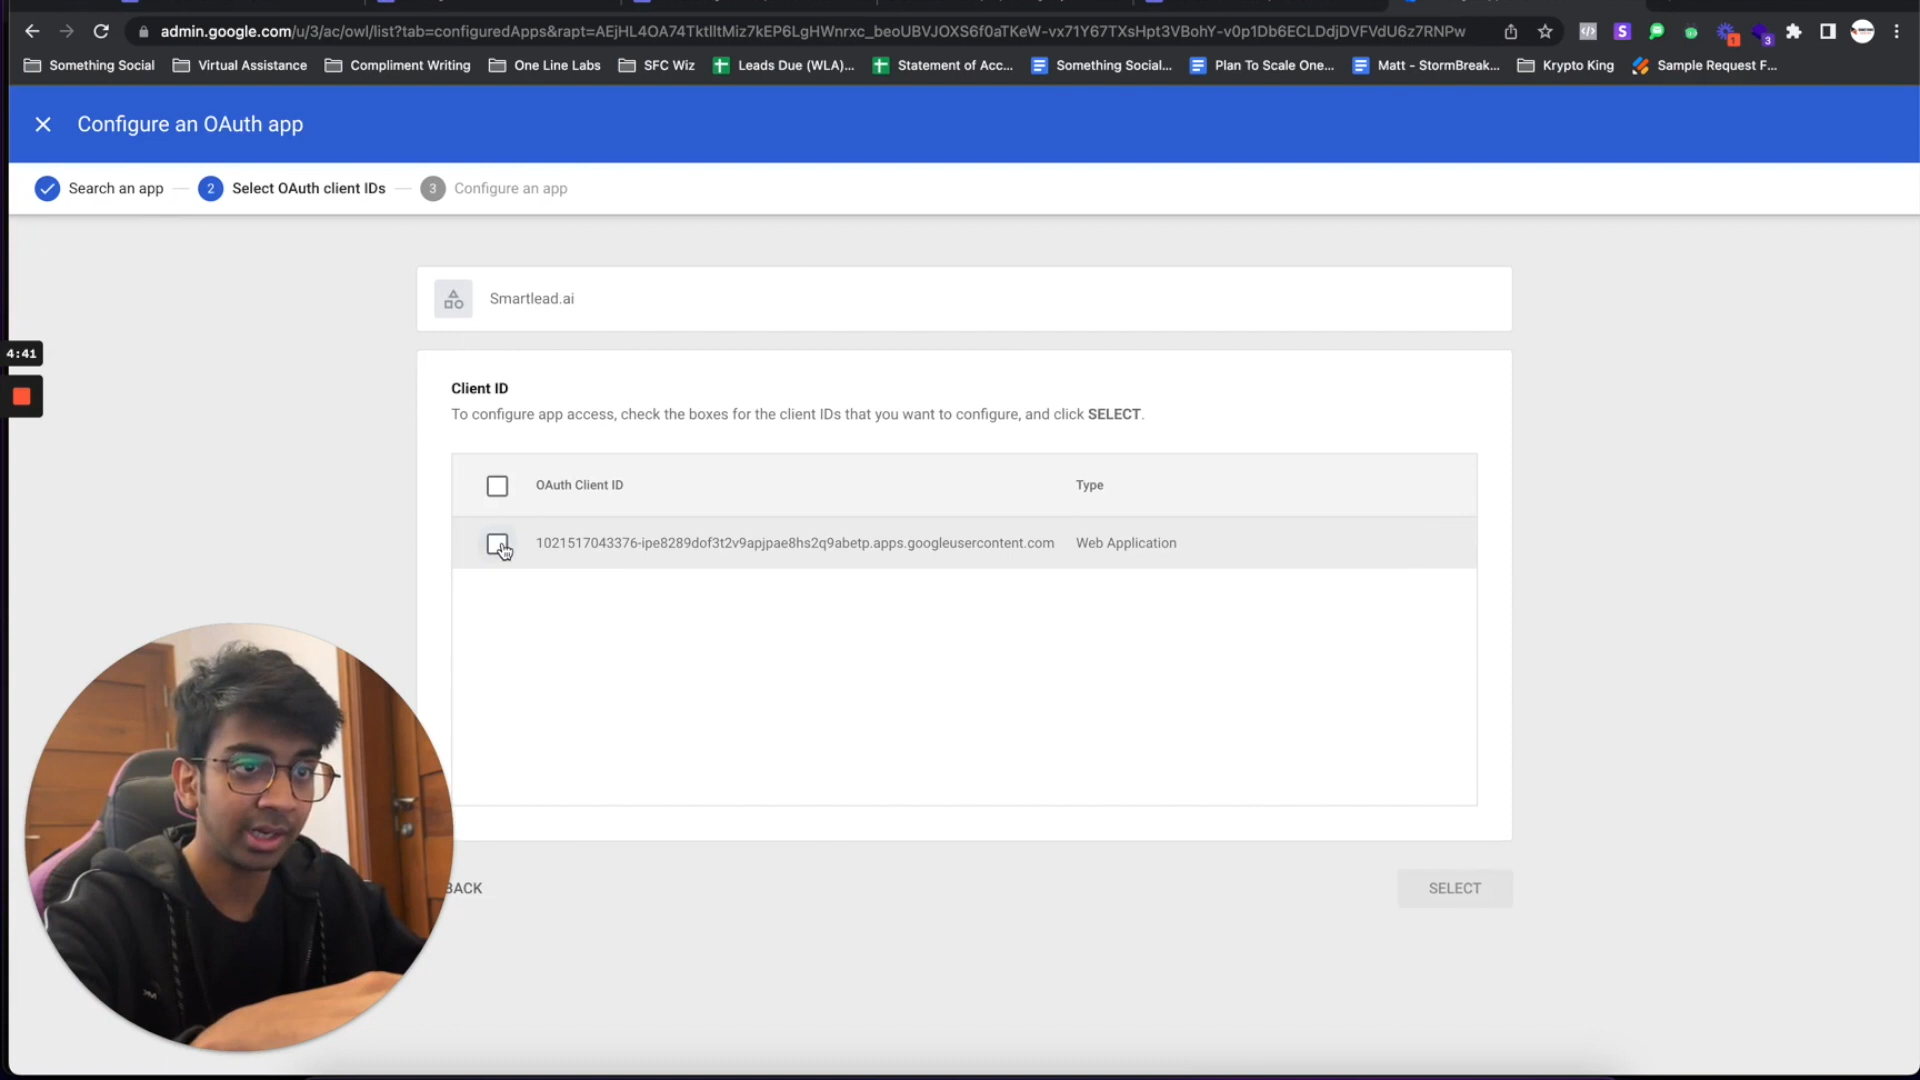 admin.google.com/u/3/ac/owl/list?tab=configuredApps&rapt=AEjHL4OA74TktlltMiz7kEP6LgHWnrxc_beoUBVJOXS6f0aTKeW-vx71Y67TXsHpt3VBohY-v0p1Db6ECLDdjDVFVdU6z7RNPw
1
3
Something Social Virtual Assistance Compliment Writing One Line Labs SFC Wiz Leads Due (WLA)... Statement of Acc... Something Social... Plan To Scale One... Matt - StormBreak... Krypto King Sample Request F...
Configure an OAuth app
Search an app 2 Select OAuth client IDs 3 Configure an app
Smartlead.ai
4:41
Client ID
To configure app access, check the boxes for the client IDs that you want to configure, and click SELECT.
OAuth Client ID Type
1021517043376-ipe8289dof3t2v9apjpae8hs2q9abetp.apps.googleusercontent.com Web Application
BACK SELECT